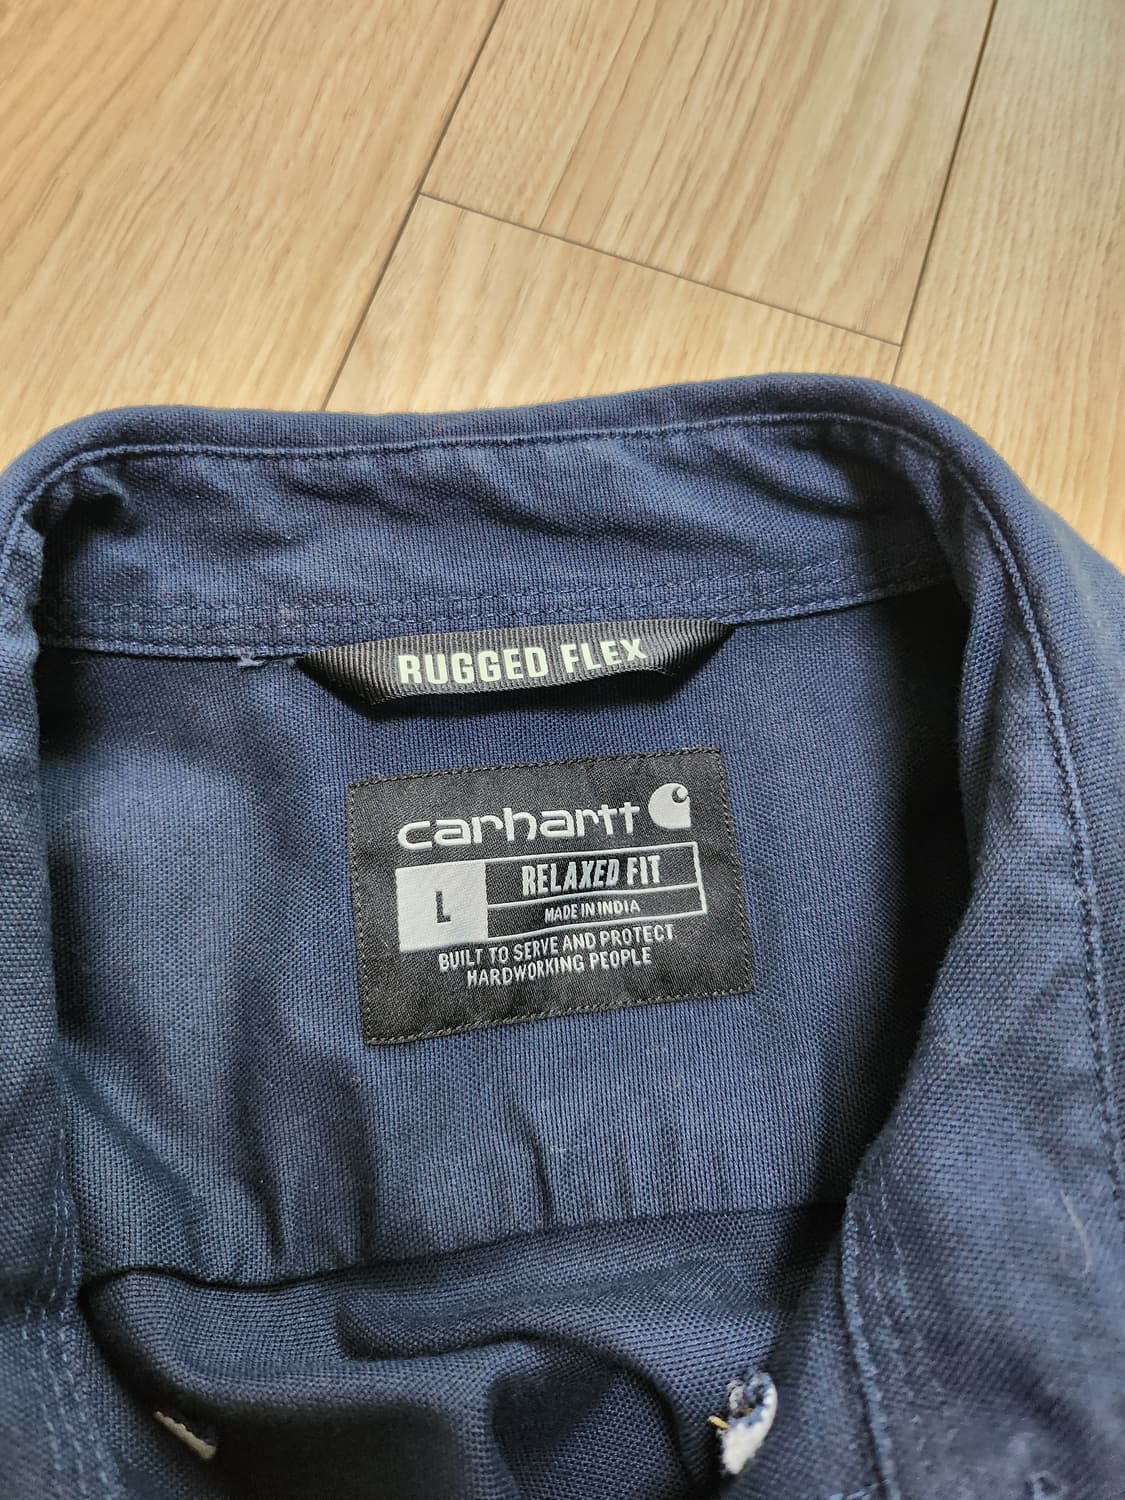 RUGGED FLEX
carhartt
L
RELAXED FIT
MADE IN INDIA
BUILT TO SERVE AND PROTECT
HARDWORKING PEOPLE